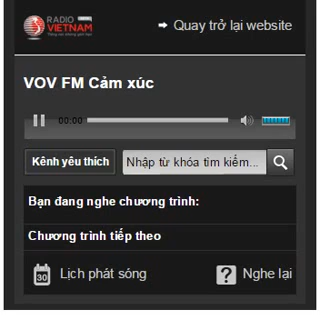 RADIO
VIETNAM
Quay trở lại website
VOV FM Cảm xúc
00:00
Kênh yêu thích
Nhập từ khóa tìm kiếm...
Bạn đang nghe chương trình:
Chương trình tiếp theo
30
Lịch phát sóng
?
Nghe lại